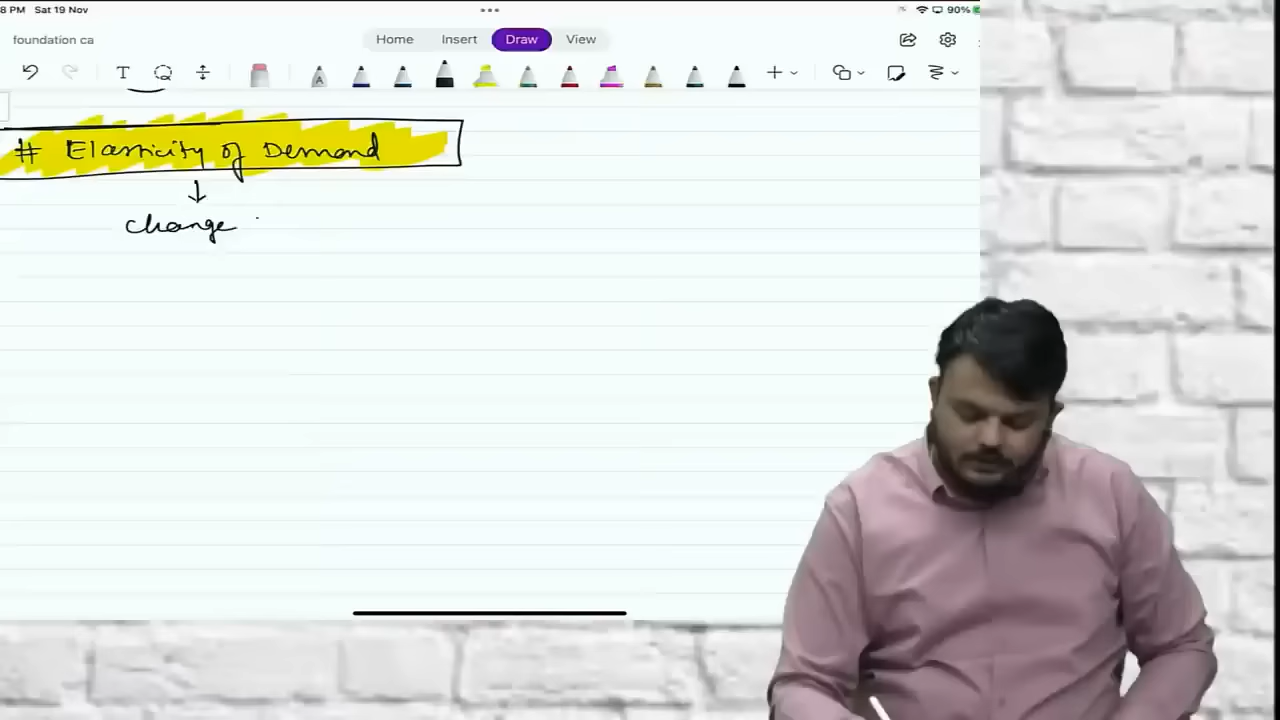 8 PM Sat 19 Nov
90%
foundation ca
Home Insert Draw View
T
A
# Elasticity of Demand
↓
change